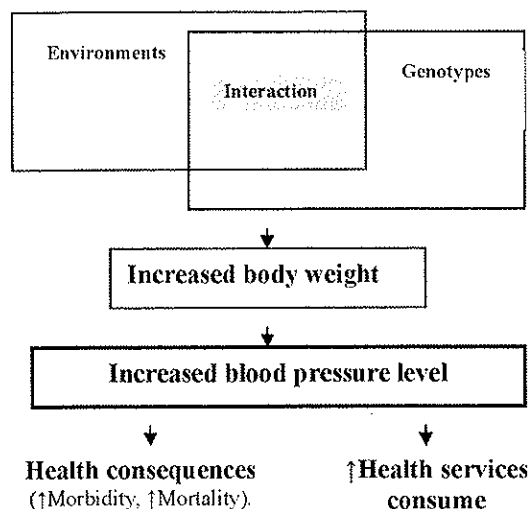 Environments
Genotypes
Interaction
Increased body weight
Increased blood pressure level
Health consequences
(↑Morbidity, ↑Mortality).
↑Health services
consume